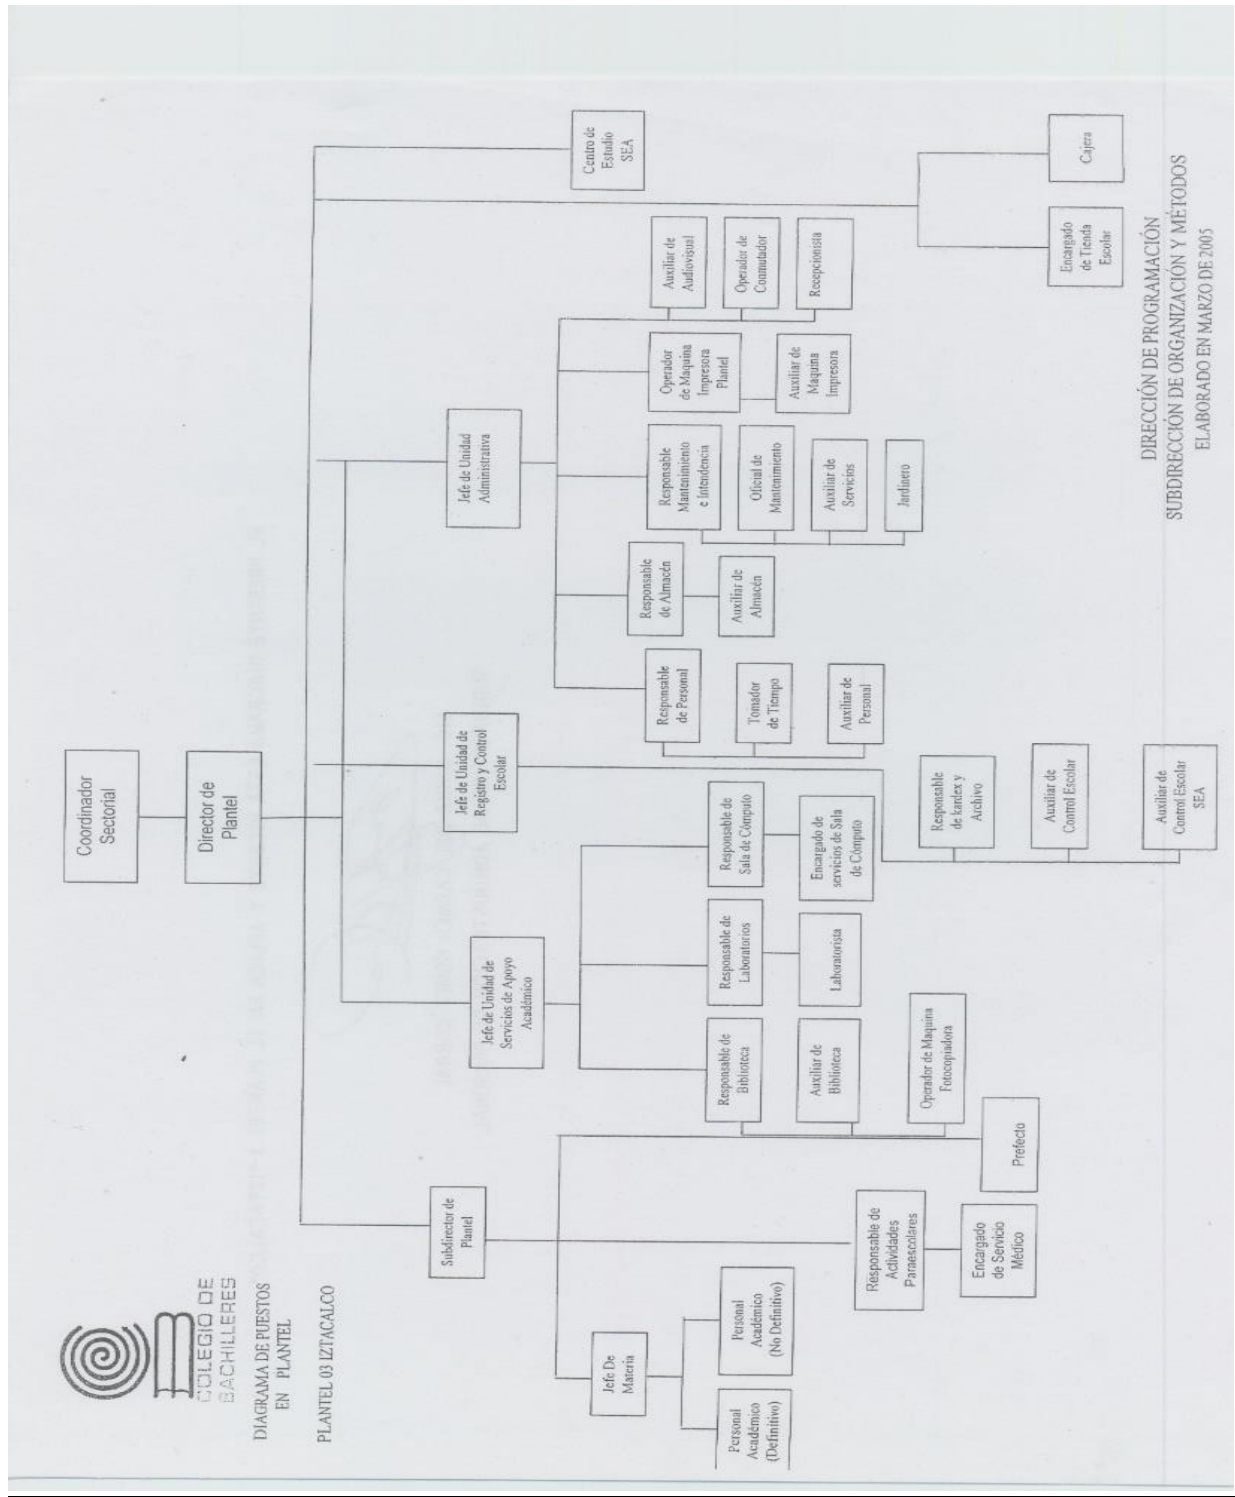 COLEGIO DE
BACHILLERES
DIAGRAMA DE PUESTOS
EN PLANTEL
PLANTEL 03 IZTACALCO
Coordinador
Sectorial
Director de
Plantel
Subdirector de
Plantel
Jefe de Unidad de
Servicios de Apoyo
Académico
Jefe de Unidad de
Registro y Control
Escolar
Jefe de Unidad
Administrativa
Centro de
Estudio
SEA
Jefe De
Materia
Personal
Académico
(Definitivo)
Personal
Académico
(No Definitivo)
Responsable de
Actividades
Paraescolares
Encargado
de Servicio
Médico
Prefecto
Responsable de
Biblioteca
Auxiliar de
Biblioteca
Operador de Maquina
Fotocopiadora
Responsable de
Laboratorios
Laboratorista
Responsable de
Sala de Cómputo
Encargado de
servicios de Sala
de Cómputo
Responsable
de kardex y
Archivo
Auxiliar de
Control Escolar
Auxiliar de
Control Escolar
SEA
Responsable
de Personal
Tomador
de Tiempo
Auxiliar de
Personal
Responsable
de Almacén
Auxiliar de
Almacén
Responsable
Mantenimiento
e Intendencia
Oficial de
Mantenimiento
Auxiliar de
Servicios
Jardinero
Operador
de Maquina
Impresora
Plantel
Auxiliar de
Maquina
Impresora
Auxiliar de
Audiovisual
Operador de
Conmutador
Recepcionista
Encargado
de Tienda
Escolar
Cajera
DIRECCIÓN DE PROGRAMACIÓN
SUBDIRECCIÓN DE ORGANIZACIÓN Y MÉTODOS
ELABORADO EN MARZO DE 2005